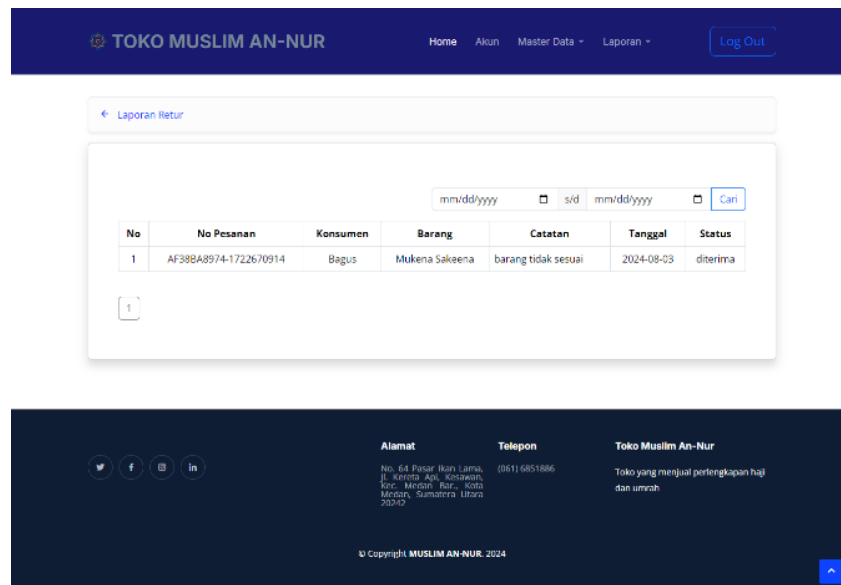 TOKO MUSLIM AN-NUR Home Akun Master Data Laporan Log Out
Laporan Retur
mm/dd/yyyy s/d mm/dd/yyyy Cari
No No Pesanan Konsumen Barang Catatan Tanggal Status
1 AF38BA8974-1722670914 Bagus Mukena Sakeena barang tidak sesuai 2024-08-03 diterima
1
Alamat Telepon Toko Muslim An-Nur
No. 64 Pasar Ikan Lama,
Jl. Kereta Api, Kesawan,
Kec. Medan Bar., Kota
Medan, Sumatera Utara
20242
(061) 6851886
Toko yang menjual perlengkapan haji
dan umrah
© Copyright MUSLIM AN-NUR. 2024